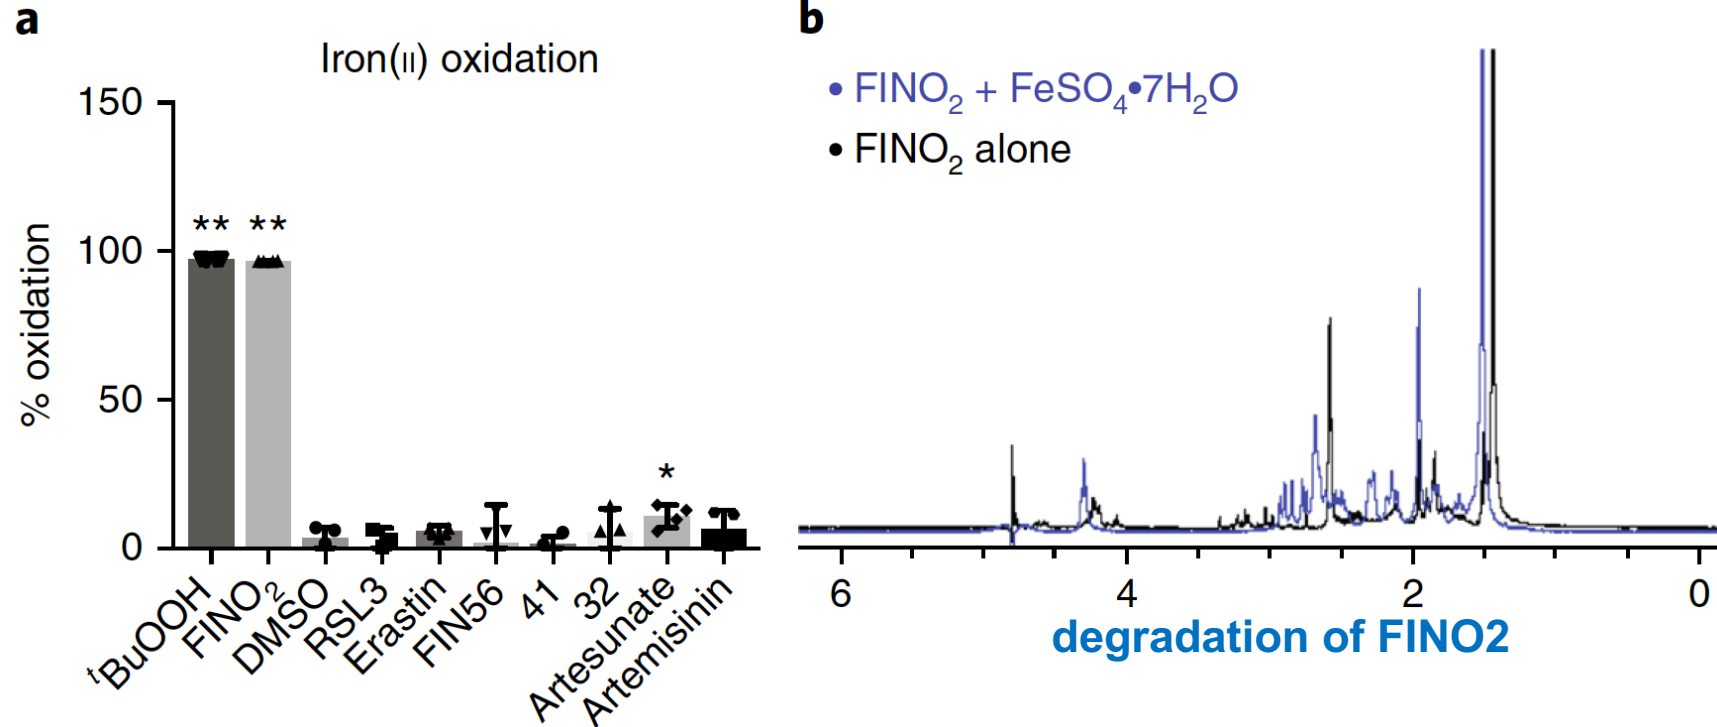 a
Iron(II) oxidation
% oxidation
150
100
50
0
**
**
*
ᵗBuOOH
FINO₂
DMSO
RSL3
Erastin
FIN56
41
32
Artesunate
Artemisinin
b
• FINO₂ + FeSO₄•7H₂O
• FINO₂ alone
6 4 2 0
degradation of FINO2